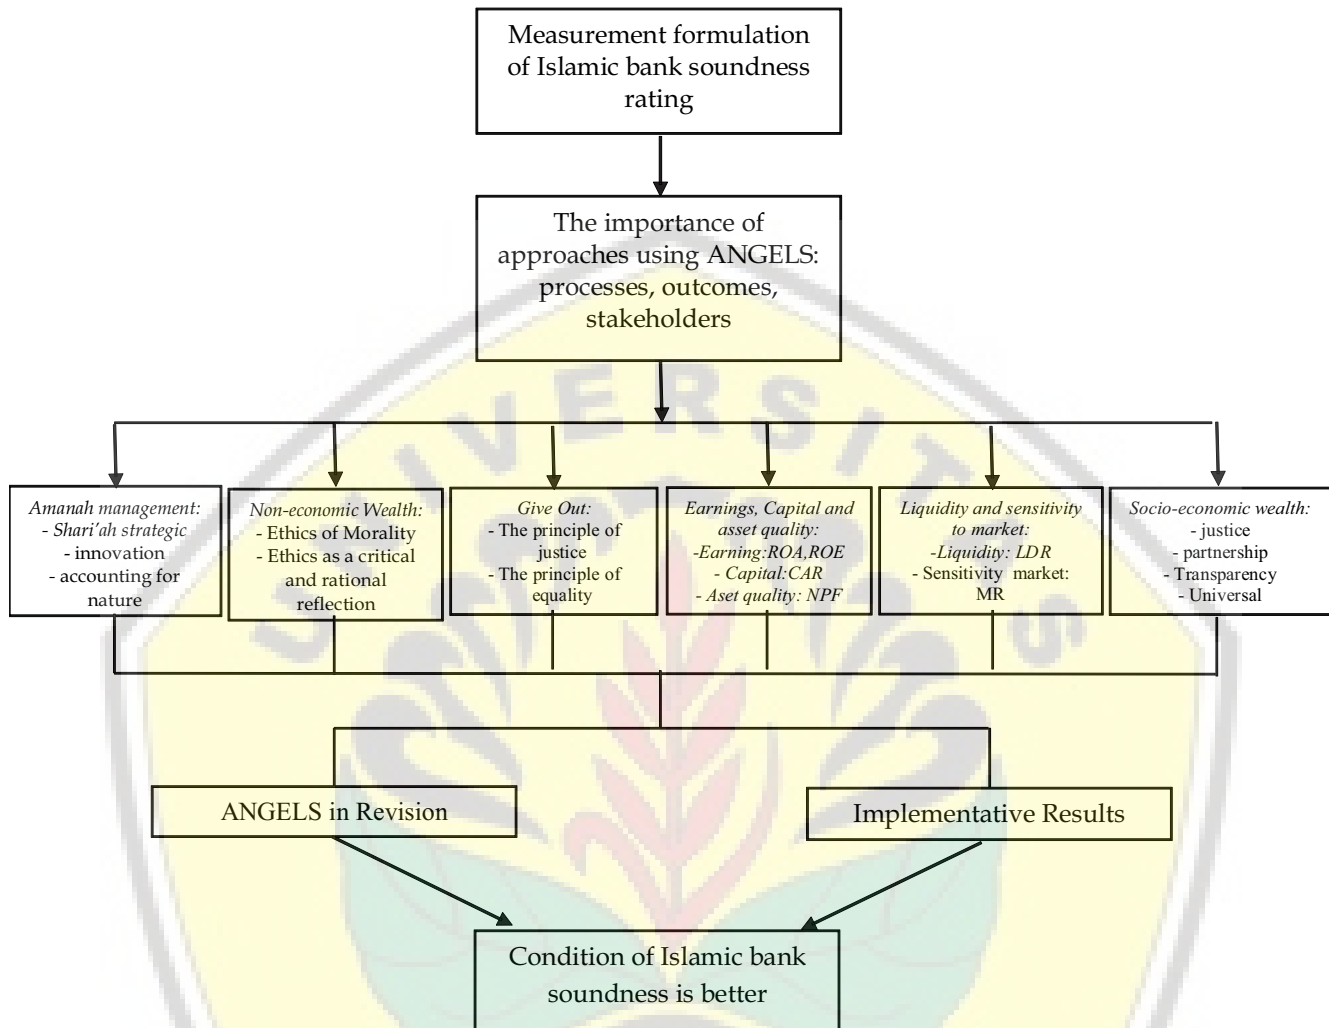 Measurement formulation
of Islamic bank soundness
rating
The importance of
approaches using ANGELS:
processes, outcomes,
stakeholders
UNIVERSITAS
Amanah management:
- Shari'ah strategic
- innovation
- accounting for
nature
Non-economic Wealth:
- Ethics of Morality
- Ethics as a critical
and rational
reflection
Give Out:
- The principle of
justice
- The principle of
equality
Earnings, Capital and
asset quality:
-Earning:ROA,ROE
- Capital:CAR
- Aset quality: NPF
Liquidity and sensitivity
to market:
-Liquidity: LDR
- Sensitivity market:
MR
Socio-economic wealth:
- justice
- partnership
- Transparency
- Universal
ANGELS in Revision
Implementative Results
Condition of Islamic bank
soundness is better